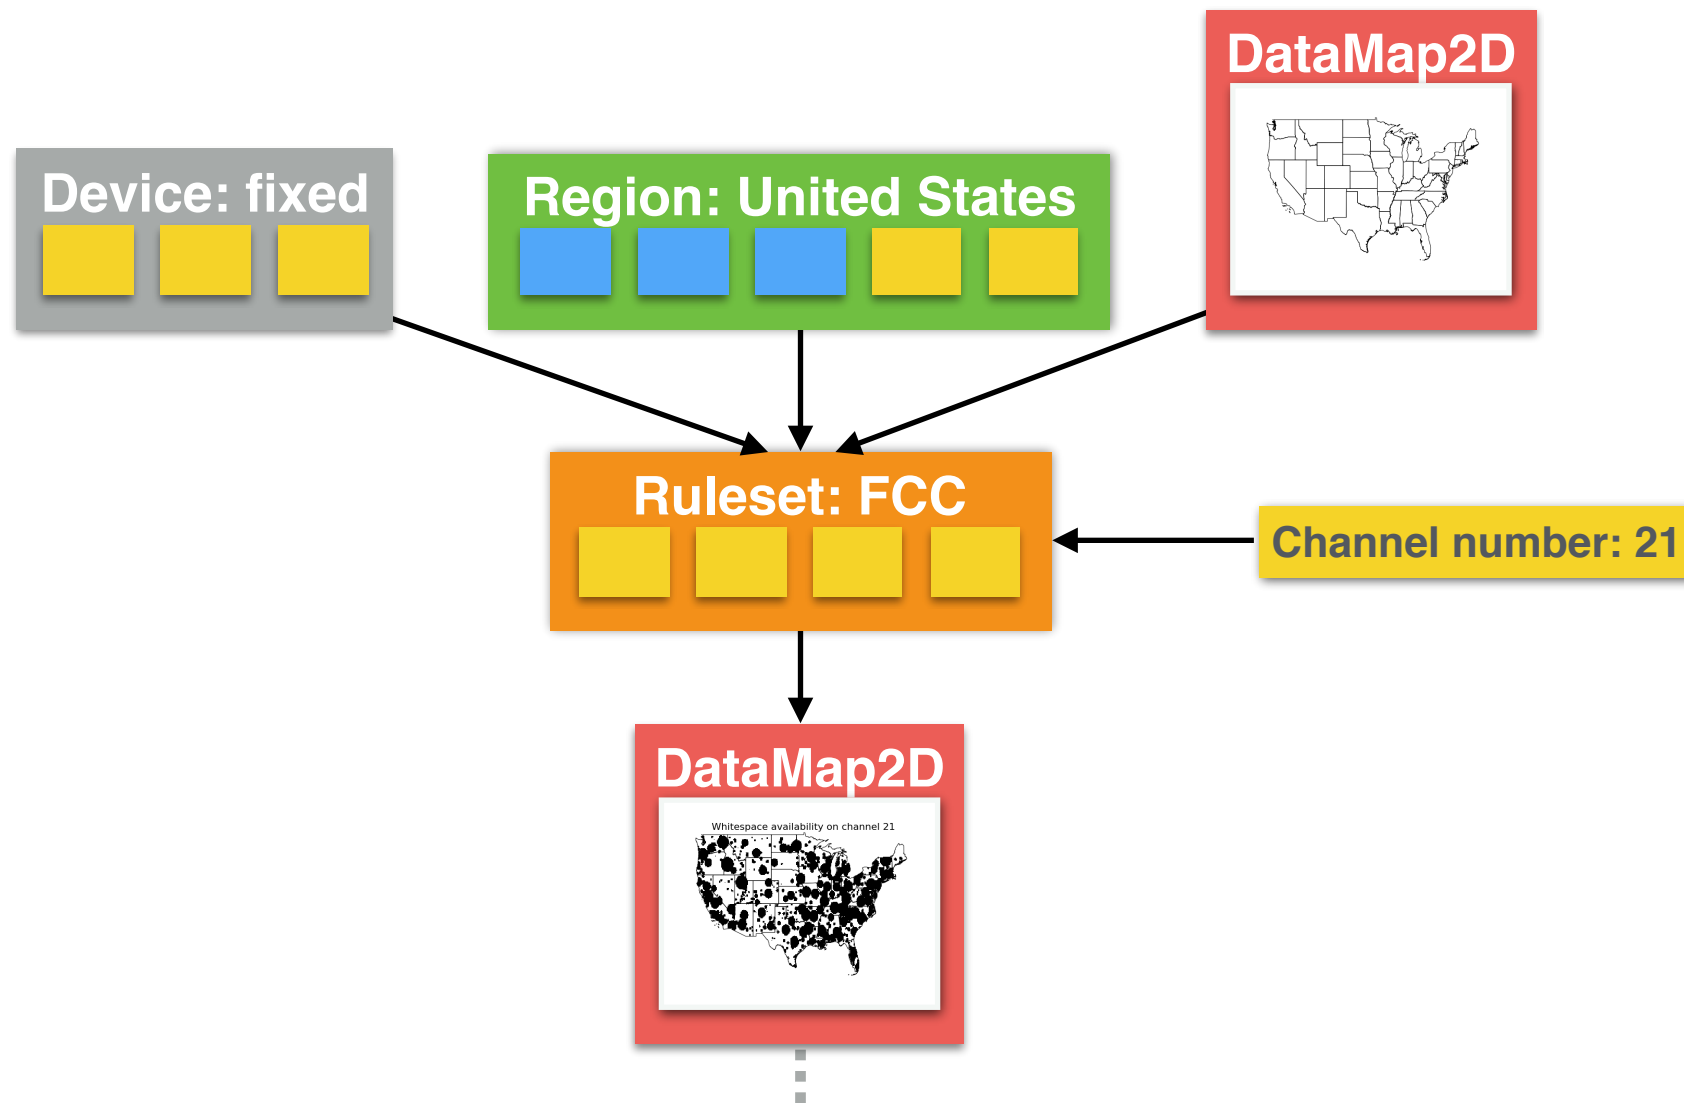 DataMap2D
Device: fixed
Region: United States
Ruleset: FCC
Channel number: 21
DataMap2D
Whitespace availability on channel 21